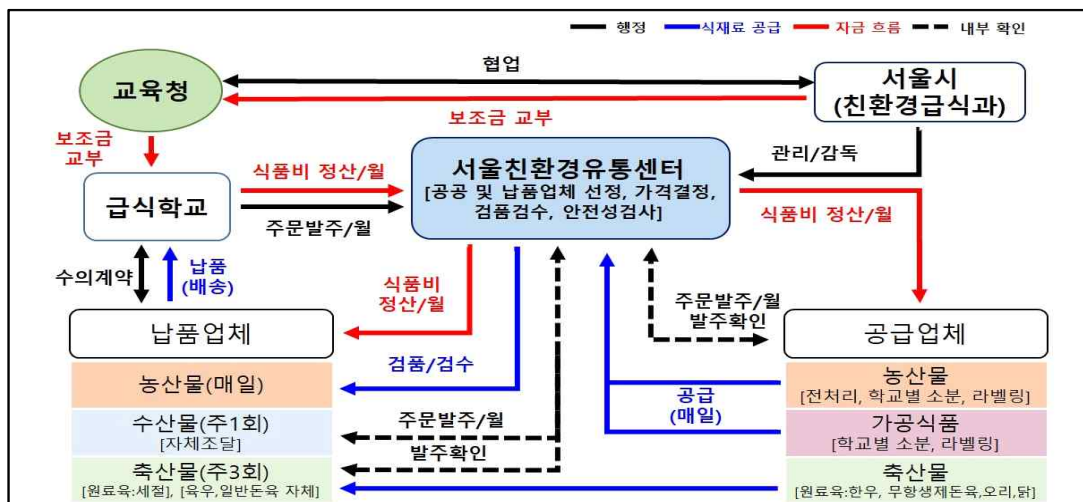 행정
식재료 공급
자금 흐름
내부 확인
교육청
협업
보조금 교부
서울시
(친환경급식과)
보조금
교부
관리/감독
급식학교
식품비 정산/월
주문발주/월
서울친환경유통센터
[공공 및 납품업체 선정, 가격결정,
검품검수, 안전성검사]
식품비 정산/월
수의계약
납품
(배송)
식품비
정산/월
주문발주/월
발주확인
납품업체
공급업체
검품/검수
농산물(매일)
농산물
[전처리, 학교별 소분, 라벨링]
공급
(매일)
수산물(주1회)
[자체조달]
주문발주/월
발주확인
가공식품
[학교별 소분, 라벨링]
축산물(주3회)
[원료육:세절], [육우,일반돈육 자체]
축산물
[원료육:한우, 무항생제돈육,오리,닭]